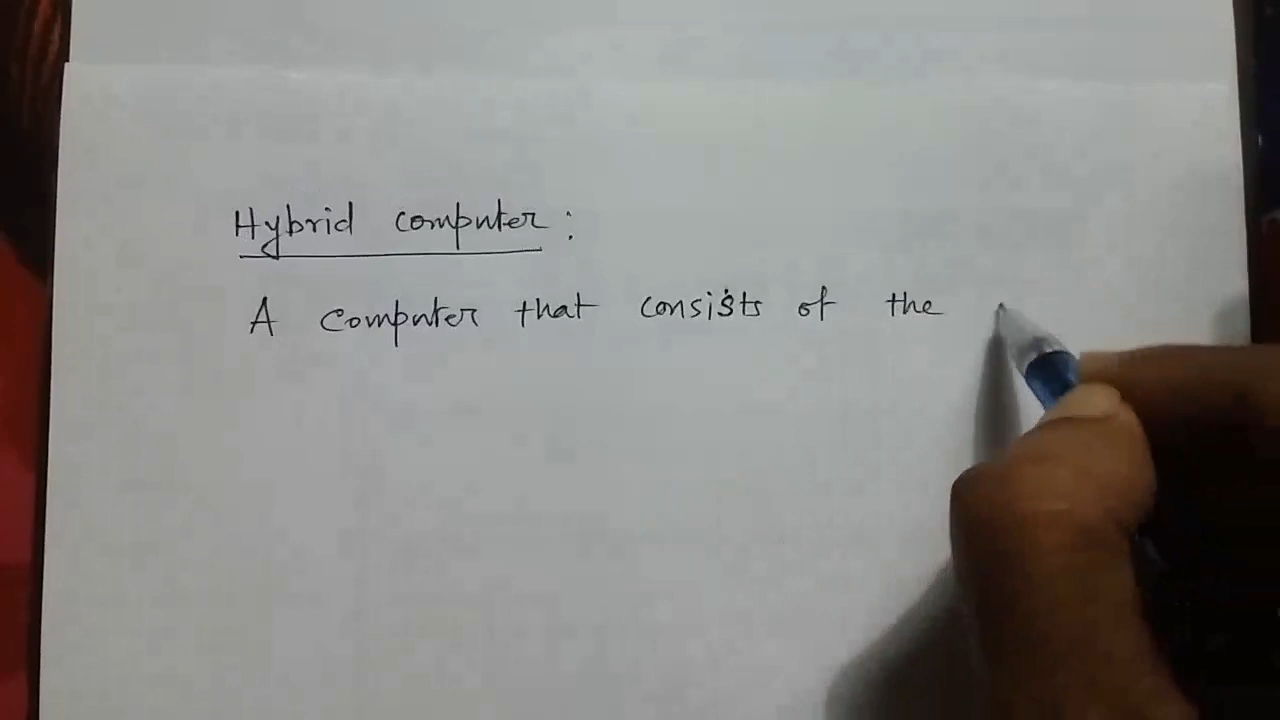 Hybrid computer :
A computer that consists of the